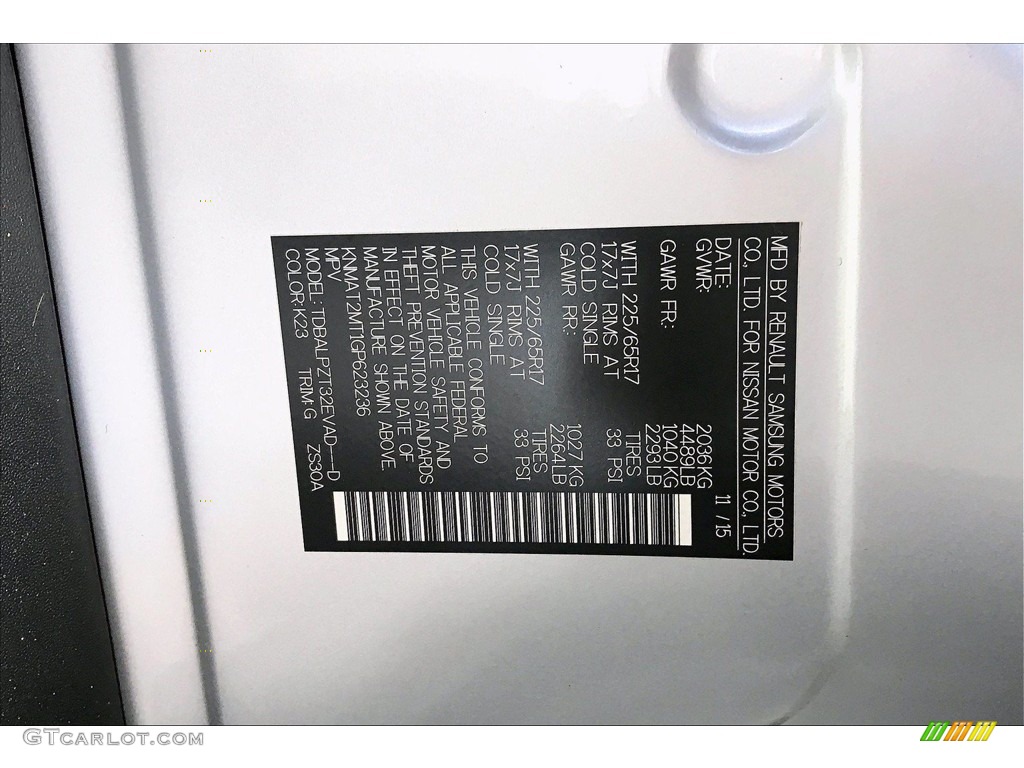 MFD BY RENAULT SAMSUNG MOTORS
CO., LTD. FOR NISSAN MOTOR CO., LTD.
DATE: 11 / 15
GVWR: 2036KG
4489LB
GAWR FR: 1040 KG
2293LB
WITH 225/65R17 TIRES
17x7J RIMS AT 33 PSI
COLD SINGLE
GAWR RR: 1027 KG
2264LB
WITH 225/65R17 TIRES
17x7J RIMS AT 33 PSI
COLD SINGLE
THIS VEHICLE CONFORMS TO
ALL APPLICABLE FEDERAL
MOTOR VEHICLE SAFETY AND
THEFT PREVENTION STANDARDS
IN EFFECT ON THE DATE OF
MANUFACTURE SHOWN ABOVE.
KNMAT2MT1GP623236
MPV
MODEL: TDBALPZT32EVAD---D
COLOR:K23 TRIM:G ZS30A
GTCARLOT.COM